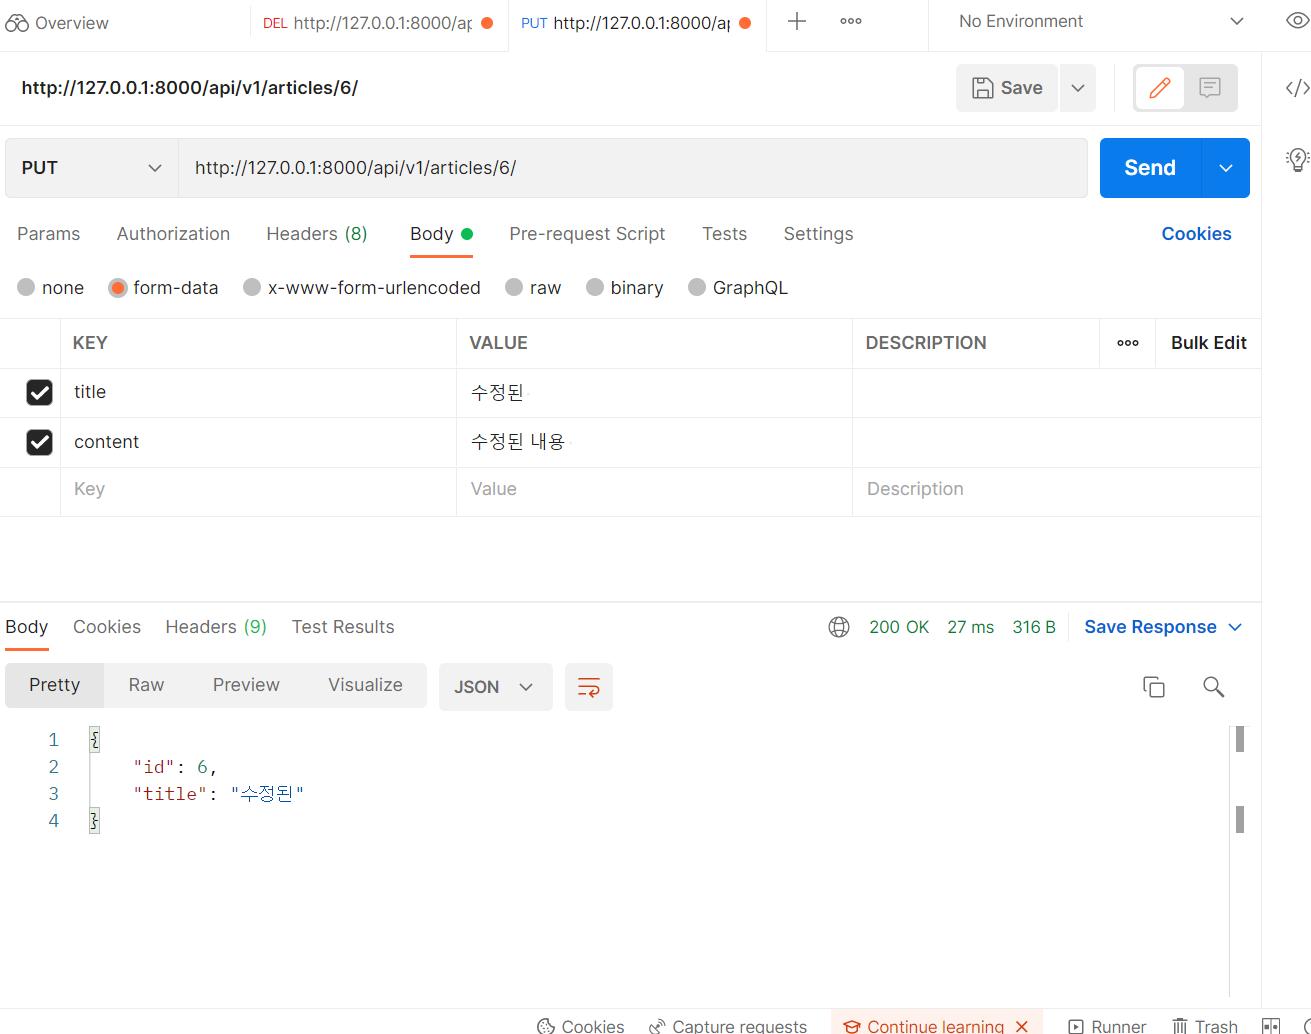 Overview DEL http://127.0.0.1:8000/ap PUT http://127.0.0.1:8000/ap No Environment
http://127.0.0.1:8000/api/v1/articles/6/ Save
PUT http://127.0.0.1:8000/api/v1/articles/6/ Send
Params Authorization Headers (8) Body Pre-request Script Tests Settings Cookies
none form-data x-www-form-urlencoded raw binary GraphQL
KEY VALUE DESCRIPTION Bulk Edit
title 수정된
content 수정된 내용
Key Value Description
Body Cookies Headers (9) Test Results 200 OK 27 ms 316 B Save Response
Pretty Raw Preview Visualize JSON
1 {
2 "id": 6,
3 "title": "수정된"
4 }
Cookies Capture requests Continue learning Runner Trash